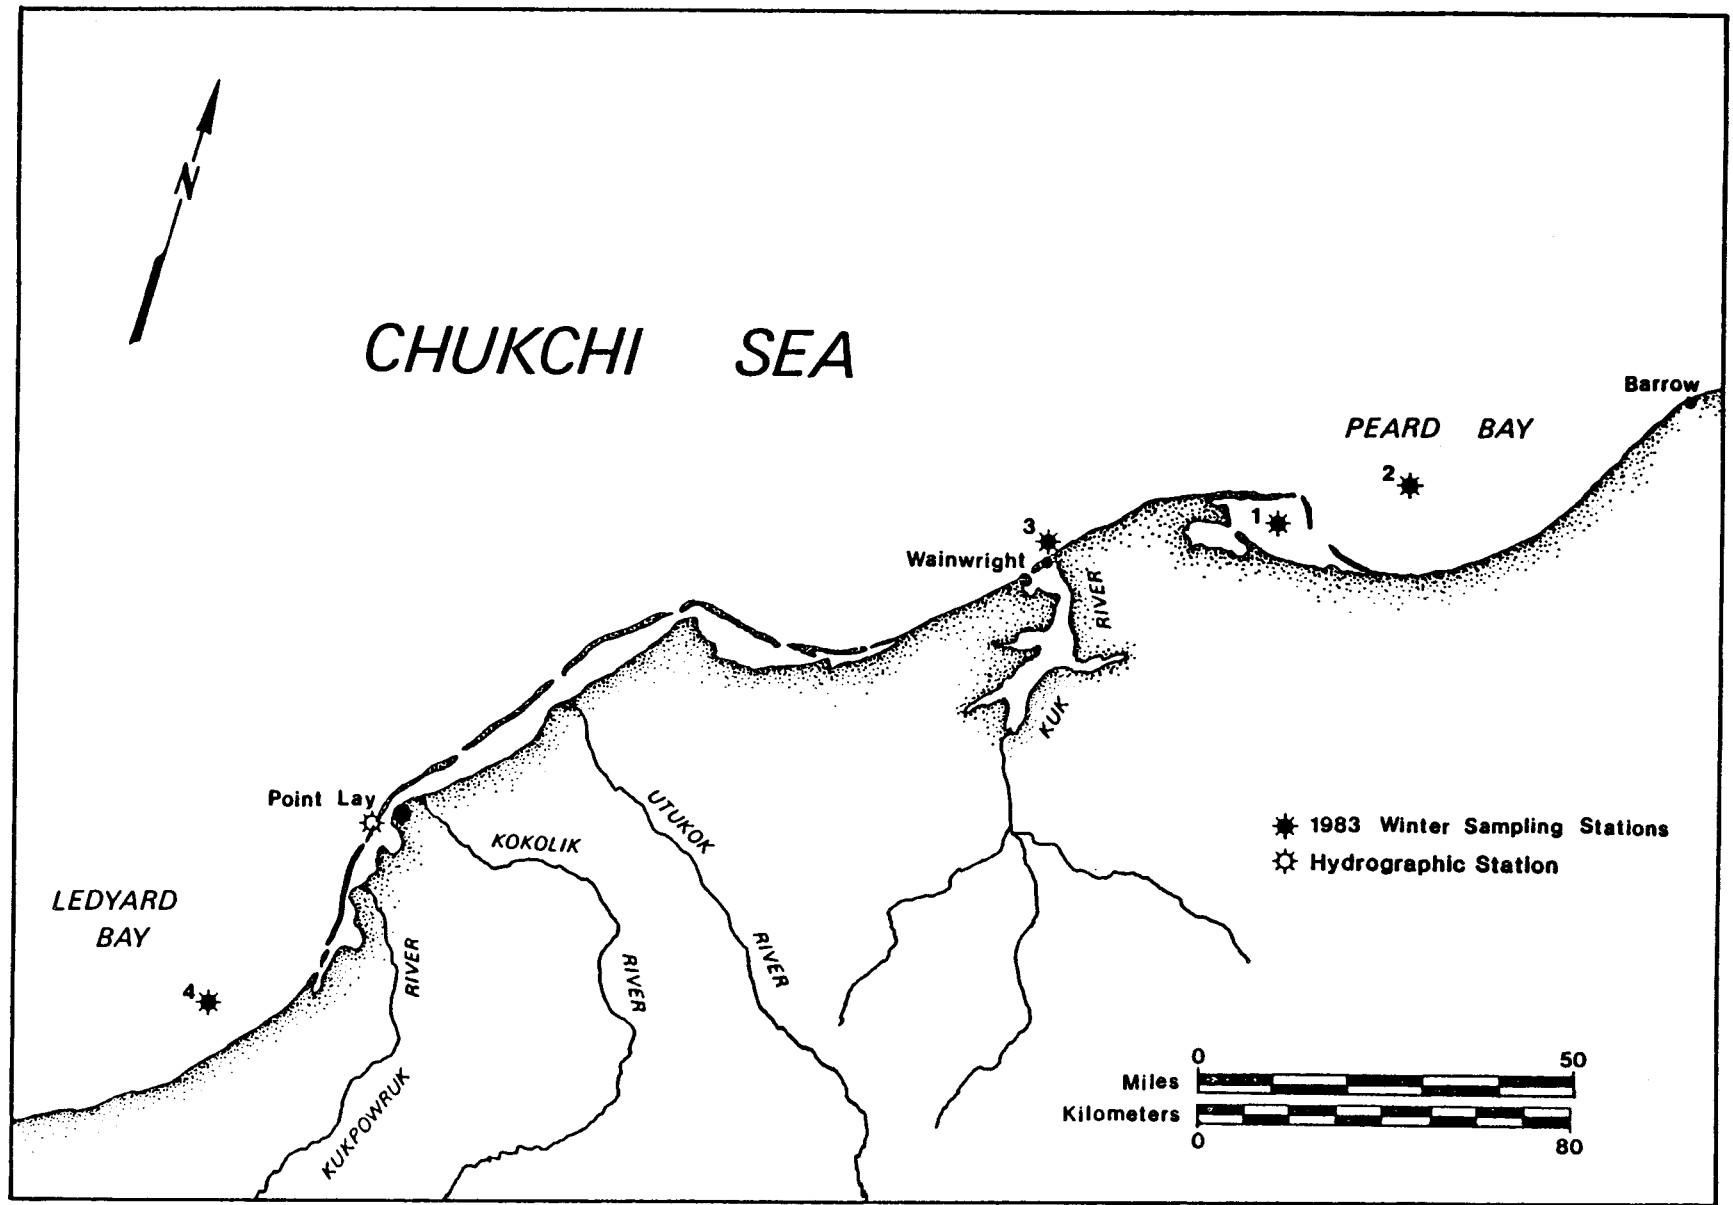 N
CHUKCHI SEA
Barrow
PEARD BAY
2
1
3
Wainwright
RIVER
KUK
Point Lay
UTUKOK
RIVER
KOKOLIK
RIVER
1983 Winter Sampling Stations
Hydrographic Station
LEDYARD
BAY
4
RIVER
KUKPOWRUK
0 50
Miles
Kilometers
0 80